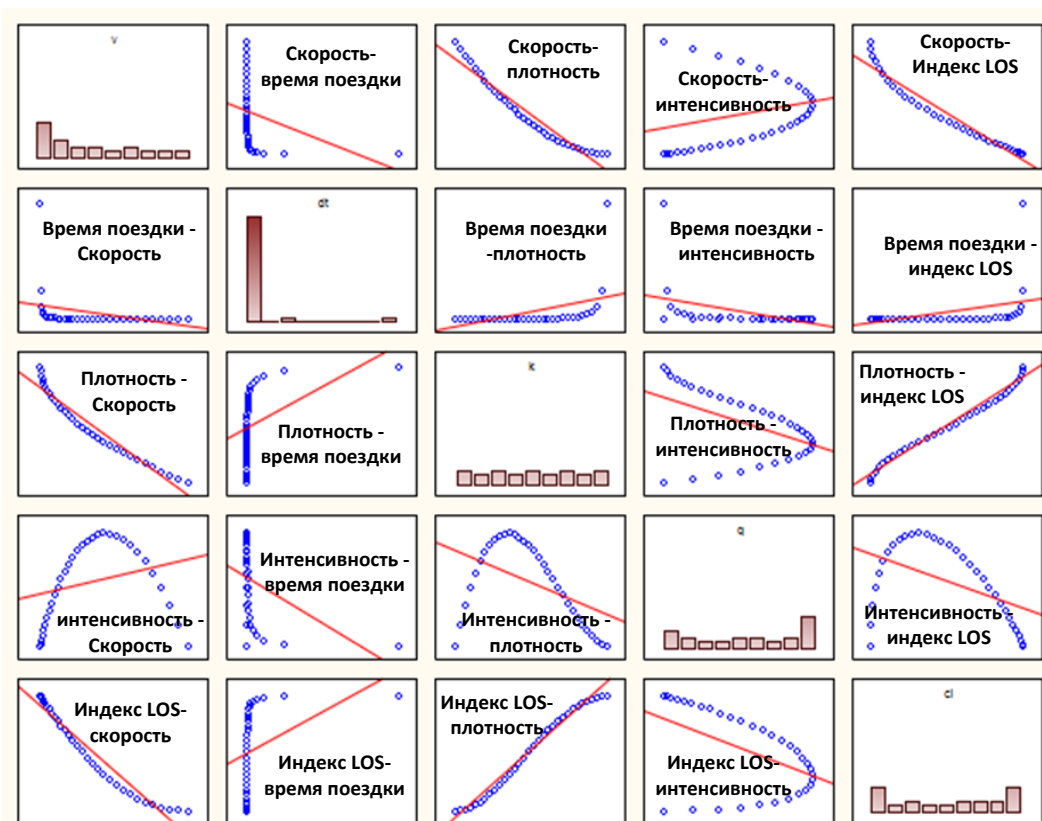 v
Скорость-
время поездки
Скорость-
плотность
Скорость-
интенсивность
Скорость-
Индекс LOS
Время поездки -
Скорость
dt
Время поездки
-плотность
Время поездки -
интенсивность
Время поездки -
индекс LOS
Плотность -
Скорость
Плотность -
время поездки
k
Плотность -
интенсивность
Плотность -
индекс LOS
интенсивность -
Скорость
Интенсивность -
время поездки
Интенсивность -
плотность
q
Интенсивность -
индекс LOS
Индекс LOS-
скорость
Индекс LOS-
время поездки
Индекс LOS-
плотность
Индекс LOS-
интенсивность
cl